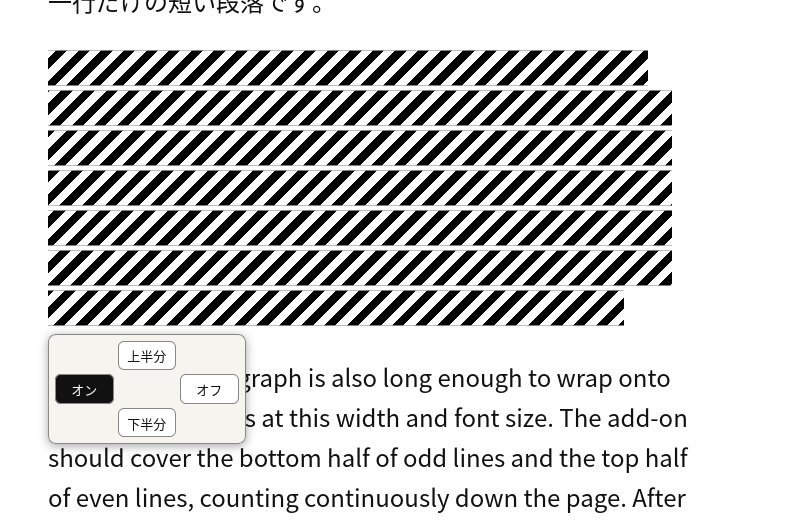 一行だけの短い段落です。
上半分
オン
オフ
下半分
graph is also long enough to wrap onto
s at this width and font size. The add-on
should cover the bottom half of odd lines and the top half
of even lines, counting continuously down the page. After